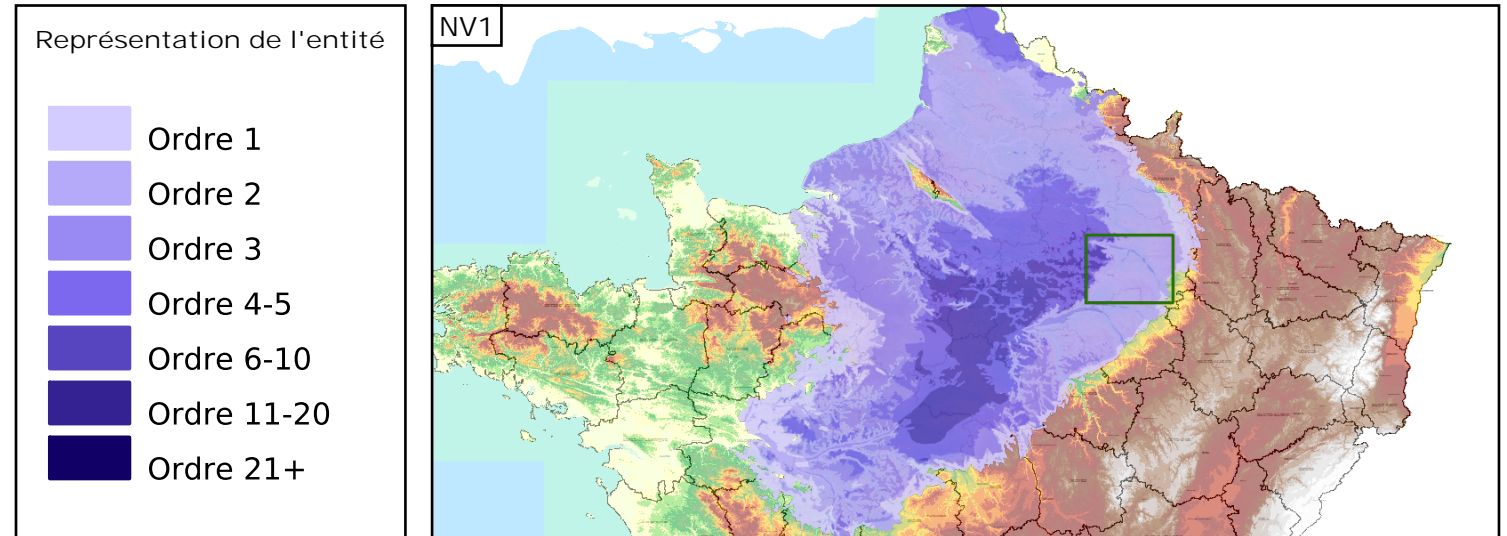 Représentation de l'entité
Ordre 1
Ordre 2
Ordre 3
Ordre 4-5
Ordre 6-10
Ordre 11-20
Ordre 21+
NV1